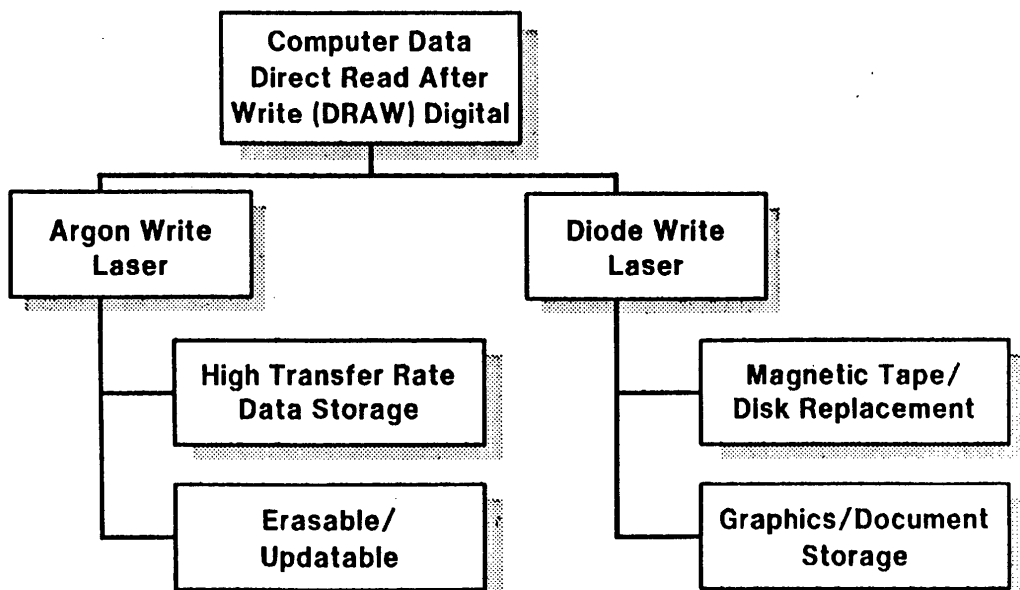 Computer Data
Direct Read After
Write (DRAW) Digital
Argon Write
Laser
Diode Write
Laser
High Transfer Rate
Data Storage
Magnetic Tape/
Disk Replacement
Erasable/
Updatable
Graphics/Document
Storage